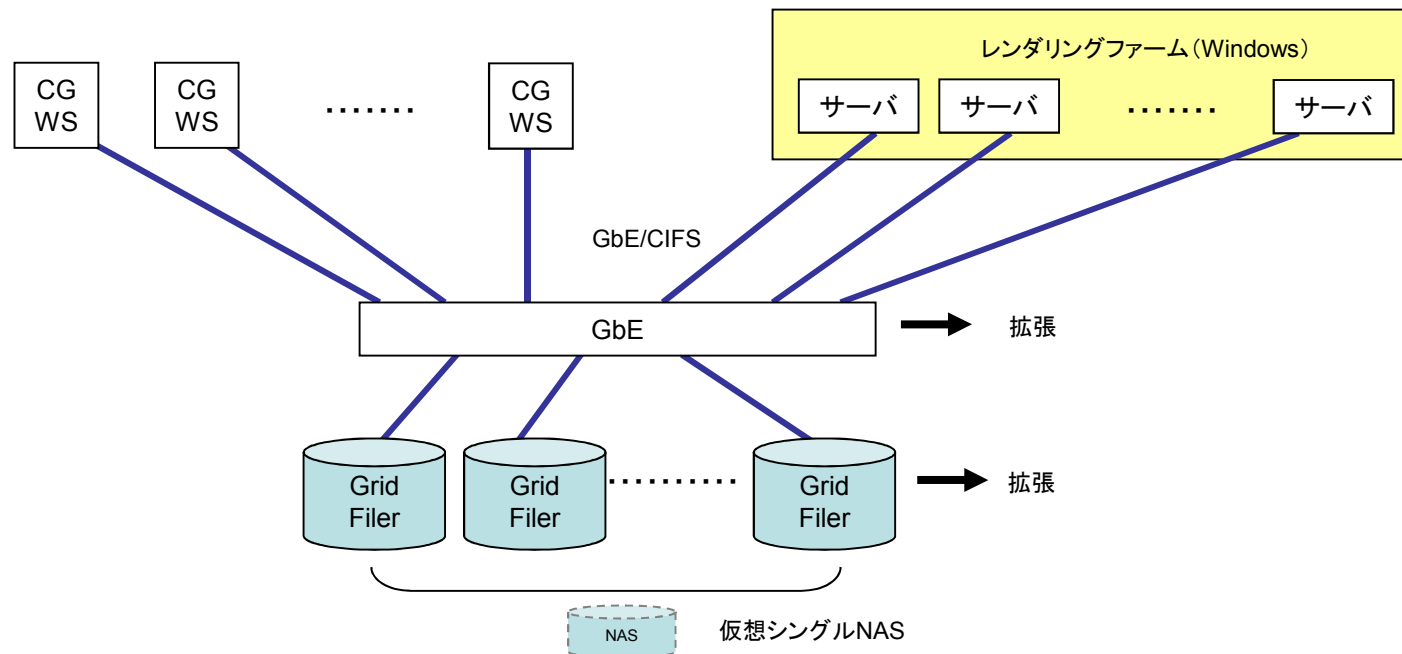 レンダリングファーム（Windows）
CG
WS
CG
WS
·······
CG
WS
サーバ
サーバ
·······
サーバ
GbE/CIFS
GbE
拡張
Grid
Filer
Grid
Filer
··········
Grid
Filer
拡張
NAS
仮想シングルNAS